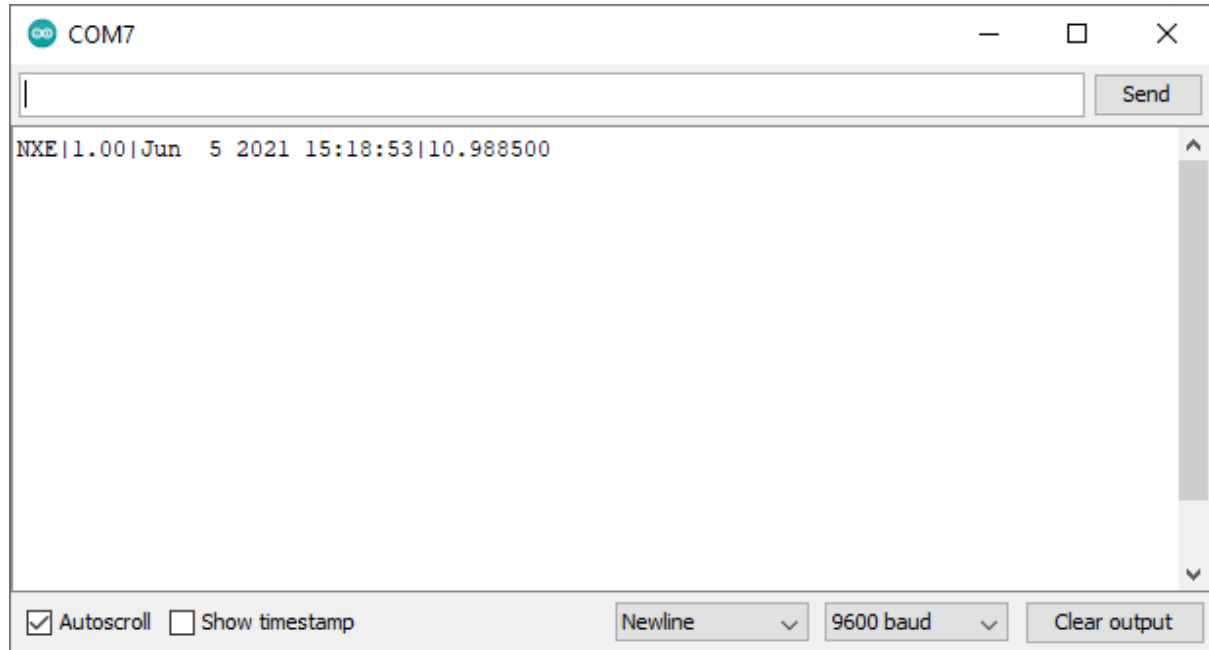 COM7
Send
NXE|1.00|Jun  5 2021 15:18:53|10.988500
Autoscroll Show timestamp Newline 9600 baud Clear output